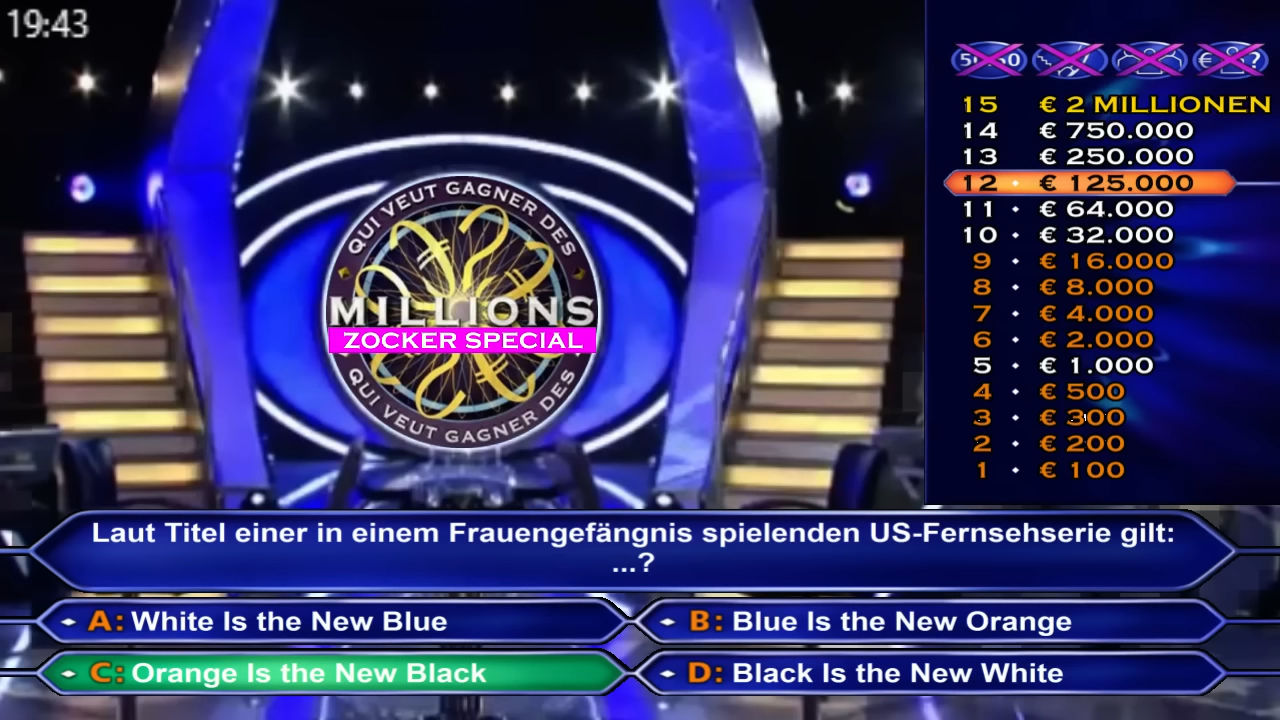 19:43
QUI VEUT GAGNER DES
MILLIONS
ZOCKER SPECIAL
QUI VEUT GAGNER DES
15 € 2 MILLIONEN
14 € 750.000
13 € 250.000
12 € 125.000
11 € 64.000
10 € 32.000
9 € 16.000
8 € 8.000
7 € 4.000
6 € 2.000
5 € 1.000
4 € 500
3 € 300
2 € 200
1 € 100
Laut Titel einer in einem Frauengefängnis spielenden US-Fernsehserie gilt:
...?
A: White Is the New Blue
B: Blue Is the New Orange
C: Orange Is the New Black
D: Black Is the New White